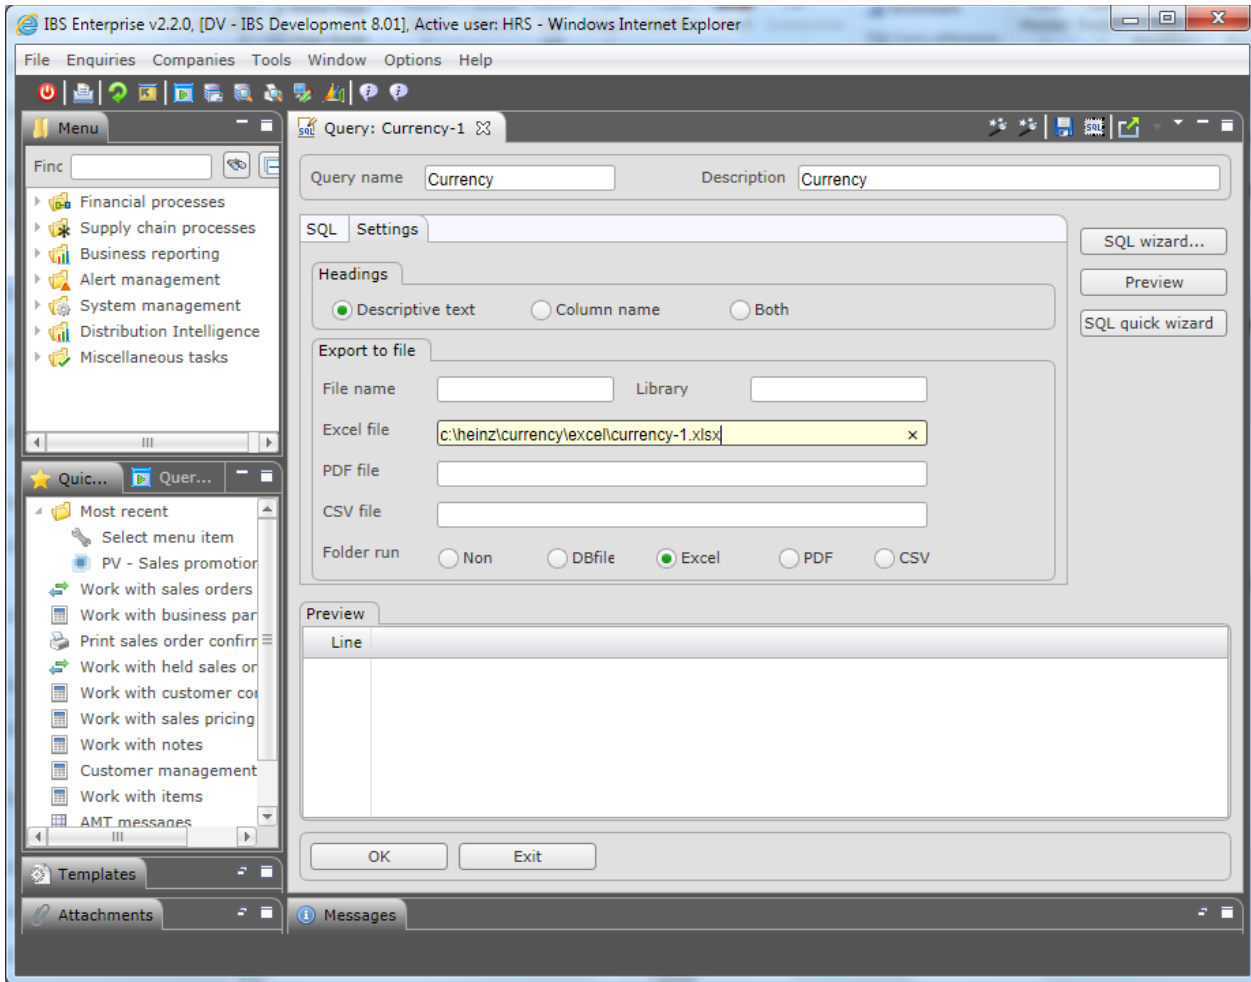 IBS Enterprise v2.2.0, [DV - IBS Development 8.01], Active user: HRS - Windows Internet Explorer
File Enquiries Companies Tools Window Options Help
Menu
Finc
Financial processes
Supply chain processes
Business reporting
Alert management
System management
Distribution Intelligence
Miscellaneous tasks
Quic... Quer...
Most recent
Select menu item
PV - Sales promotior
Work with sales orders
Work with business par
Print sales order confirr
Work with held sales or
Work with customer cor
Work with sales pricing
Work with notes
Customer management
Work with items
AMT messages
Templates
Attachments
Query: Currency-1
Query name Currency Description Currency
SQL Settings
Headings
Descriptive text Column name Both
Export to file
File name Library
Excel file c:\heinz\currency\excel\currency-1.xlsx
PDF file
CSV file
Folder run Non DBfile Excel PDF CSV
SQL wizard...
Preview
SQL quick wizard
Preview
Line
OK Exit
Messages